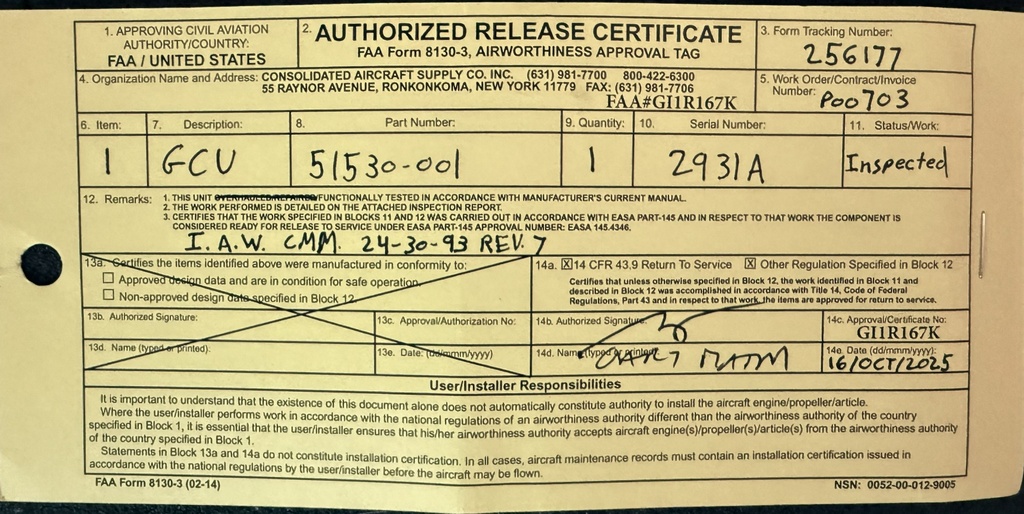 1. APPROVING CIVIL AVIATION
AUTHORITY/COUNTRY:
FAA / UNITED STATES
2. AUTHORIZED RELEASE CERTIFICATE
FAA Form 8130-3, AIRWORTHINESS APPROVAL TAG
3. Form Tracking Number:
256177
4. Organization Name and Address: CONSOLIDATED AIRCRAFT SUPPLY CO. INC. (631) 981-7700 800-422-6300
55 RAYNOR AVENUE, RONKONKOMA, NEW YORK 11779 FAX: (631) 981-7706
FAA#GI1R167K
5. Work Order/Contract/Invoice
Number: P00703
6. Item: 7. Description: 8. Part Number: 9. Quantity: 10. Serial Number: 11. Status/Work:
1 GCU 51530-001 1 2931A Inspected
12. Remarks: 1. THIS UNIT OVERHAULED/REPAIRED/FUNCTIONALLY TESTED IN ACCORDANCE WITH MANUFACTURER'S CURRENT MANUAL.
2. THE WORK PERFORMED IS DETAILED ON THE ATTACHED INSPECTION REPORT.
3. CERTIFIES THAT THE WORK SPECIFIED IN BLOCKS 11 AND 12 WAS CARRIED OUT IN ACCORDANCE WITH EASA PART-145 AND IN RESPECT TO THAT WORK THE COMPONENT IS
CONSIDERED READY FOR RELEASE TO SERVICE UNDER EASA PART-145 APPROVAL NUMBER: EASA 145.4346.
I.A.W. CMM. 24-30-93 REV. 7
13a. Certifies the items identified above were manufactured in conformity to:
Approved design data and are in condition for safe operation.
Non-approved design data specified in Block 12.
14a. X 14 CFR 43.9 Return To Service X Other Regulation Specified in Block 12
Certifies that unless otherwise specified in Block 12, the work identified in Block 11 and
described in Block 12 was accomplished in accordance with Title 14, Code of Federal
Regulations, Part 43 and in respect to that work, the items are approved for return to service.
13b. Authorized Signature: 13c. Approval/Authorization No: 14b. Authorized Signature: 14c. Approval/Certificate No:
GI1R167K
13d. Name (typed or printed): 13e. Date: (dd/mmm/yyyy) 14d. Name (typed or printed) 14e. Date (dd/mmm/yyyy):
16/OCT/2025
User/Installer Responsibilities
It is important to understand that the existence of this document alone does not automatically constitute authority to install the aircraft engine/propeller/article.
Where the user/installer performs work in accordance with the national regulations of an airworthiness authority different than the airworthiness authority of the country
specified in Block 1, it is essential that the user/installer ensures that his/her airworthiness authority accepts aircraft engine(s)/propeller(s)/article(s) from the airworthiness authority
of the country specified in Block 1.
Statements in Block 13a and 14a do not constitute installation certification. In all cases, aircraft maintenance records must contain an installation certification issued in
accordance with the national regulations by the user/installer before the aircraft may be flown.
FAA Form 8130-3 (02-14) NSN: 0052-00-012-9005